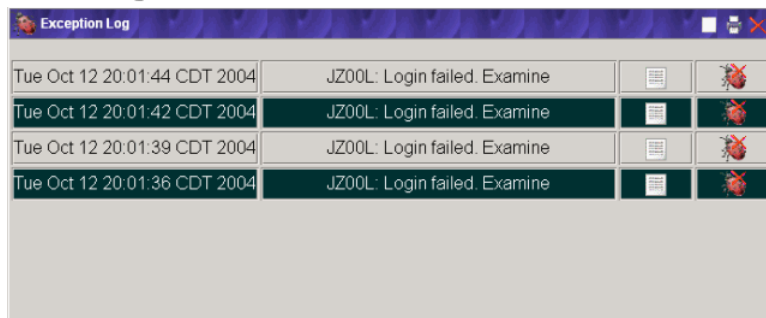 Exception Log
Tue Oct 12 20:01:44 CDT 2004 JZ00L: Login failed. Examine
Tue Oct 12 20:01:42 CDT 2004 JZ00L: Login failed. Examine
Tue Oct 12 20:01:39 CDT 2004 JZ00L: Login failed. Examine
Tue Oct 12 20:01:36 CDT 2004 JZ00L: Login failed. Examine